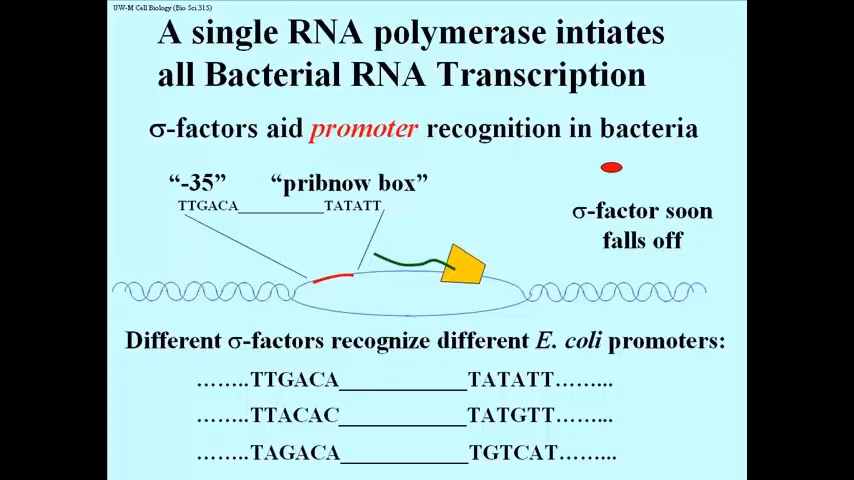 UW-M Cell Biology (Bio Sci 315)
A single RNA polymerase intiates
all Bacterial RNA Transcription
σ-factors aid promoter recognition in bacteria
“-35” “pribnow box”
TTGACA____________TATATT
σ-factor soon
falls off
Different σ-factors recognize different E. coli promoters:
……..TTGACA____________TATATT……...
……..TTACAC____________TATGTT……...
……..TAGACA____________TGTCAT……...